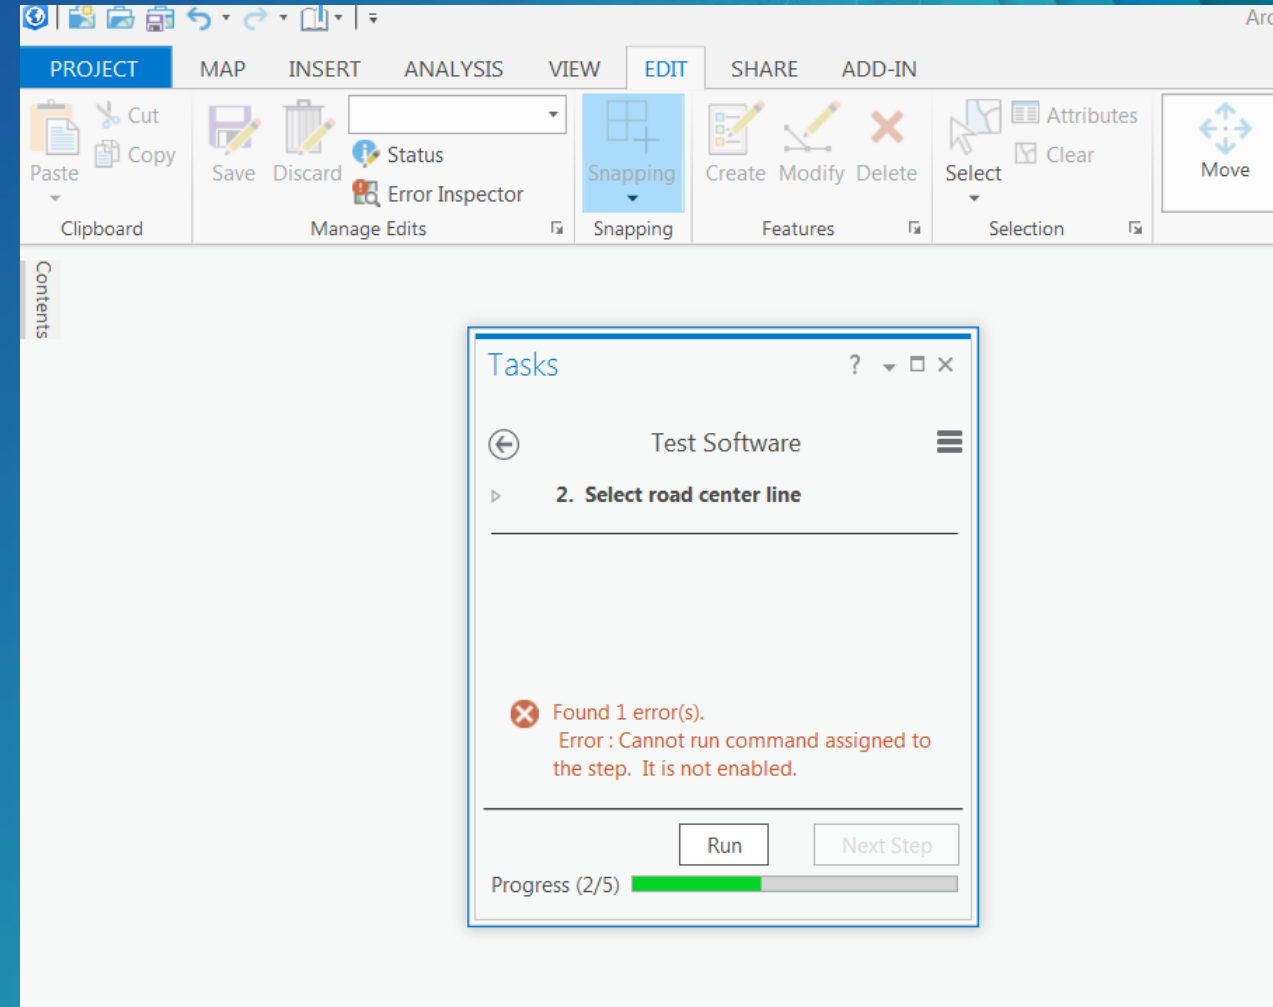 Arc
PROJECT MAP INSERT ANALYSIS VIEW EDIT SHARE ADD-IN
Paste
Cut
Copy
Clipboard
Save
Discard
Status
Error Inspector
Manage Edits
Snapping
Snapping
Create Modify Delete
Features
Select
Attributes
Clear
Selection
Move
Contents
Tasks ?
Test Software
2. Select road center line
Found 1 error(s).
Error : Cannot run command assigned to
the step. It is not enabled.
Run Next Step
Progress (2/5)